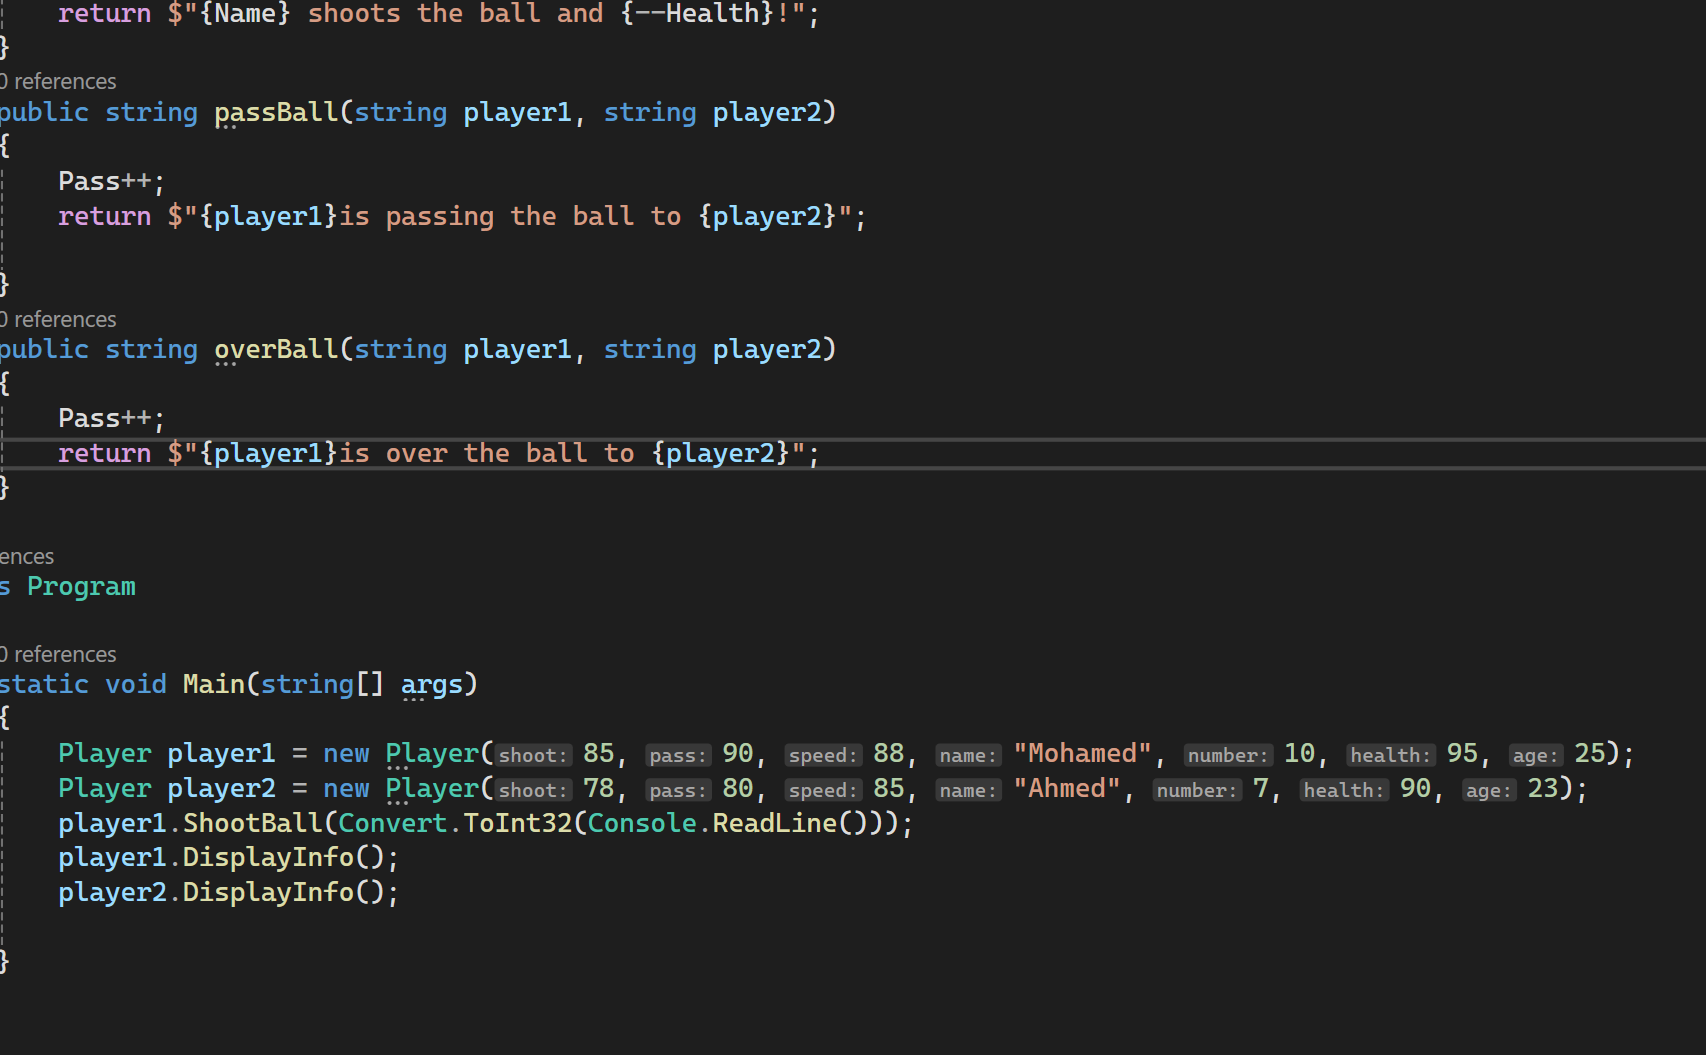 return $"{Name} shoots the ball and {--Health}!";
}
0 references
public string passBall(string player1, string player2)
{
Pass++;
return $"{player1}is passing the ball to {player2}";
}
0 references
public string overBall(string player1, string player2)
{
Pass++;
return $"{player1}is over the ball to {player2}";
}
ences
s Program
0 references
static void Main(string[] args)
{
Player player1 = new Player(shoot: 85, pass: 90, speed: 88, name: "Mohamed", number: 10, health: 95, age: 25);
Player player2 = new Player(shoot: 78, pass: 80, speed: 85, name: "Ahmed", number: 7, health: 90, age: 23);
player1.ShootBall(Convert.ToInt32(Console.ReadLine()));
player1.DisplayInfo();
player2.DisplayInfo();
}